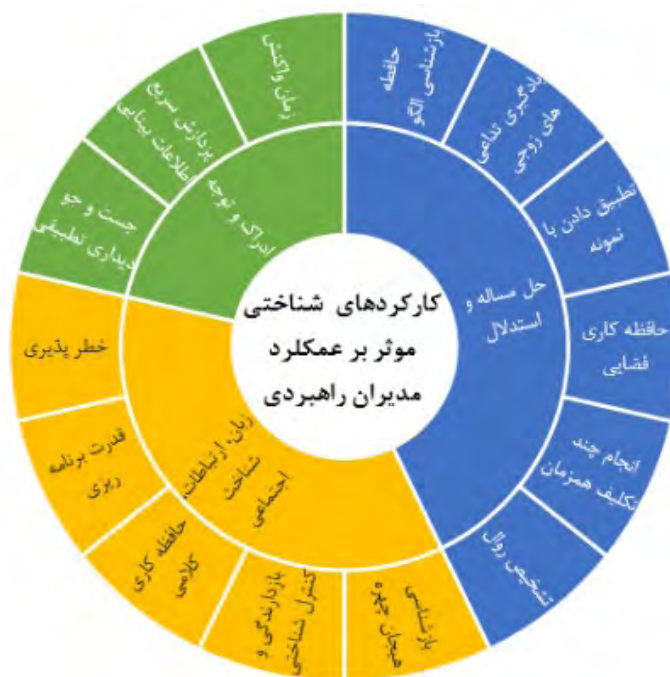 کارکردهای شناختی
موثر بر عمکلرد
مدیران راهبردی
حل مساله و
استدلال
حافظه
بازشناسی الگو
یادگیری تداعی
های زوجی
تطبیق دادن با
نمونه
حافظه کاری
فضایی
انجام چند
تکلیف همزمان
تشخیص روال
زبان، ارتباطات،
شناخت
اجتماعی
بازشناسی
هیجان چهره
کنترل شناختی
بازدارندگی و
حافظه کاری
کلامی
قدرت برنامه
ریزی
خطر پذیری
ادراک و توجه
جست و جو
دیداری تطبیقی
پردازش سریع
اطلاعات بینایی
زمان واکنش